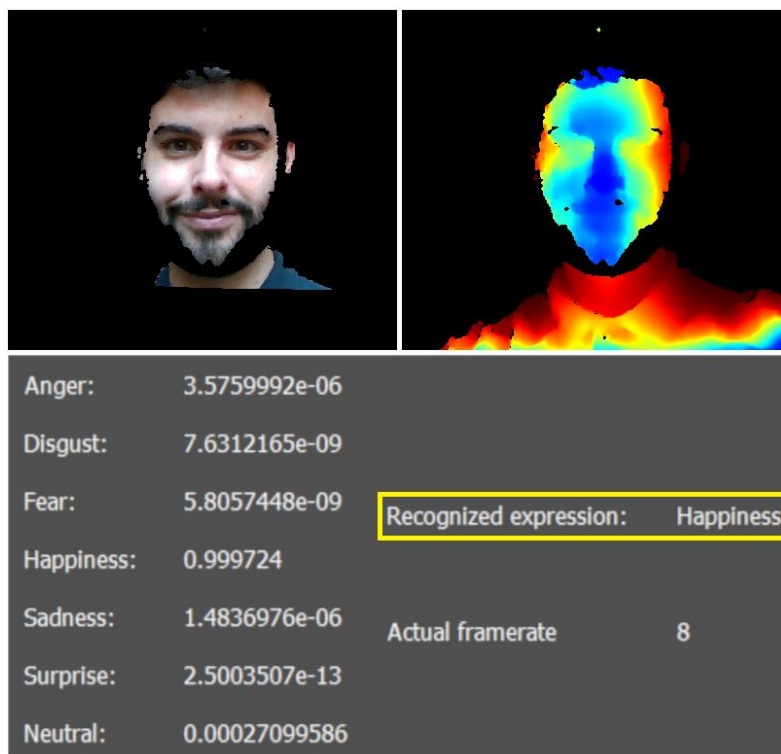 Anger: 3.5759992e-06
Disgust: 7.6312165e-09
Fear: 5.8057448e-09
Happiness: 0.999724
Sadness: 1.4836976e-06
Surprise: 2.5003507e-13
Neutral: 0.00027099586
Recognized expression: Happiness
Actual framerate 8